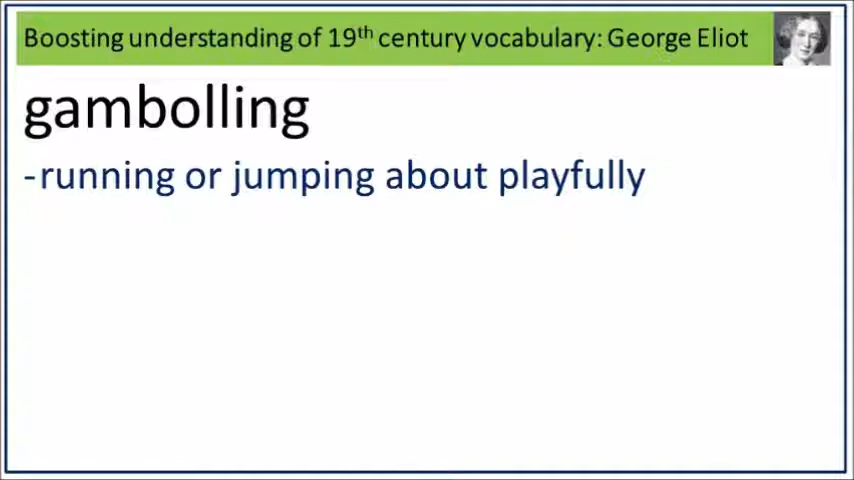 Boosting understanding of 19th century vocabulary: George Eliot
gambolling
-running or jumping about playfully